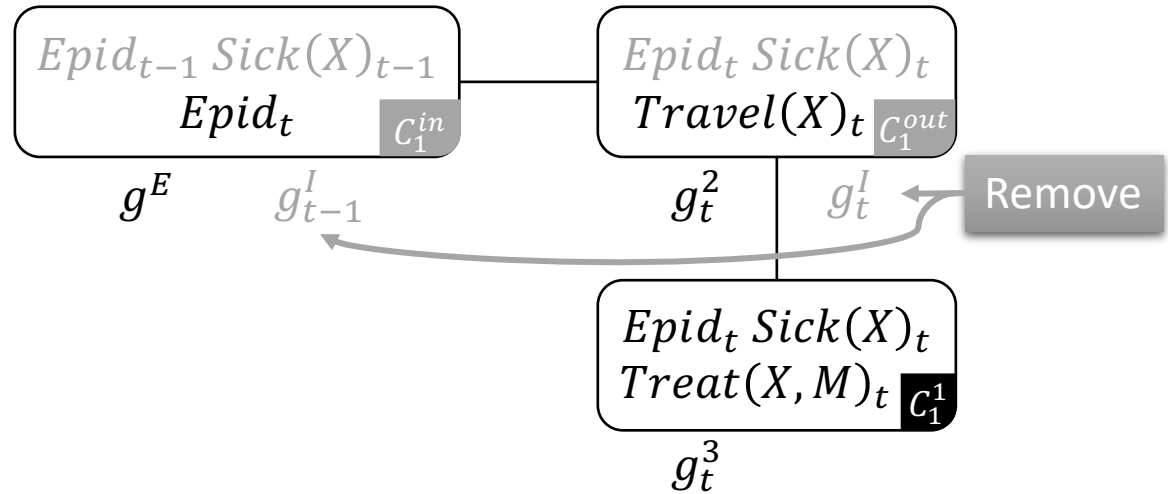 Epid_{t-1} Sick(X)_{t-1}
Epid_t
C_1^{in}
g^E
g_{t-1}^I
Epid_t Sick(X)_t
Travel(X)_t
C_1^{out}
g_t^2
g_t^I
Remove
Epid_t Sick(X)_t
Treat(X, M)_t
C_1^1
g_t^3